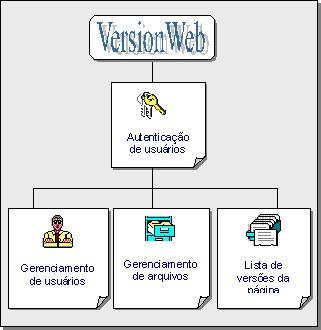 VersionWeb
Autenticação
de usuários
Gerenciamento
de usuários
Gerenciamento
de arquivos
Lista de
versões da
página